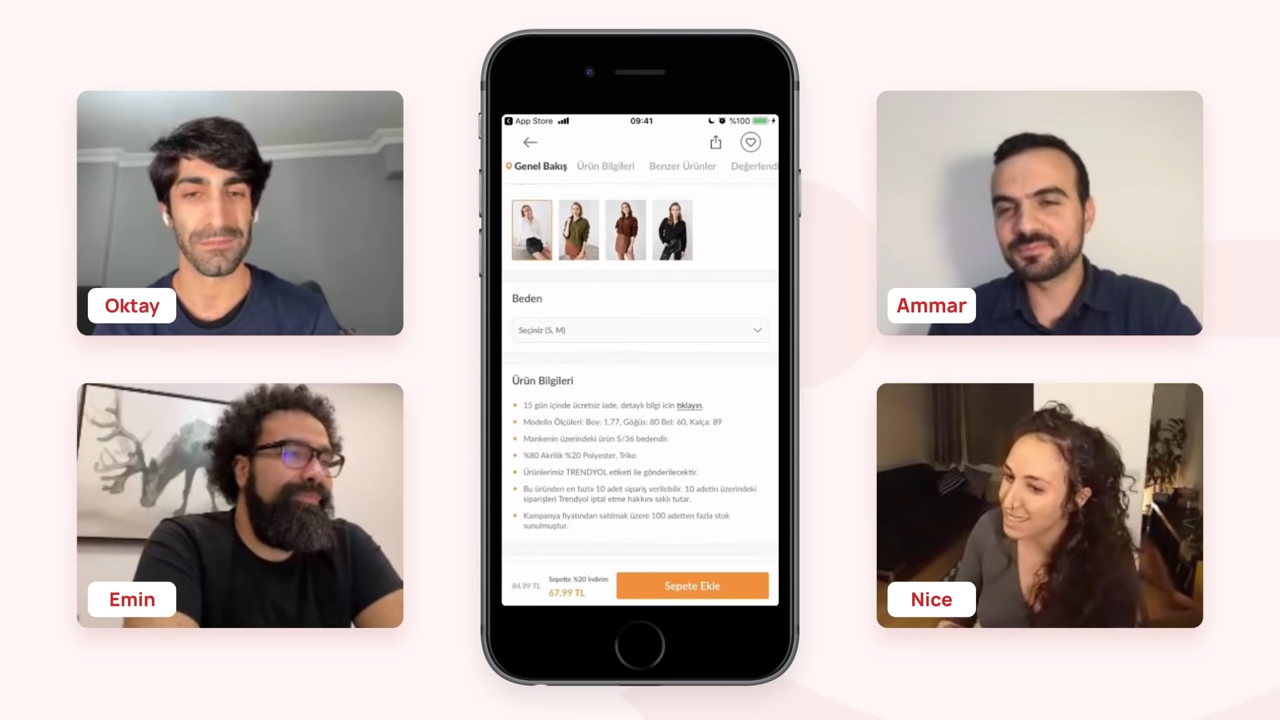 Oktay
Emin
App Store
09:41
%100
Genel Bakış
Ürün Bilgileri
Benzer Ürünler
Değerlendi
Beden
Seçiniz (S, M)
Ürün Bilgileri
15 gün içinde ücretsiz iade, detaylı bilgi icin tıklayın.
Modelin Ölçüleri: Boy: 1.77, Göğüs: 80 Bel: 60, Kalça: 89
Mankenin üzerindeki ürün S/36 bedendir.
%80 Akrilik %20 Polyester, Triko
Ürünlerimiz TRENDYOL etiketi ile gönderilecektir.
Bu üründen en fazla 10 adet sipariş verilebilir. 10 adetin üzerindeki
siparişleri Trendyol iptal etme hakkını saklı tutar.
Kampanya fiyatından satılmak üzere 100 adetten fazla stok
sunulmuştur.
84.99 TL
Sepette %20 İndirim
67.99 TL
Sepete Ekle
Ammar
Nice